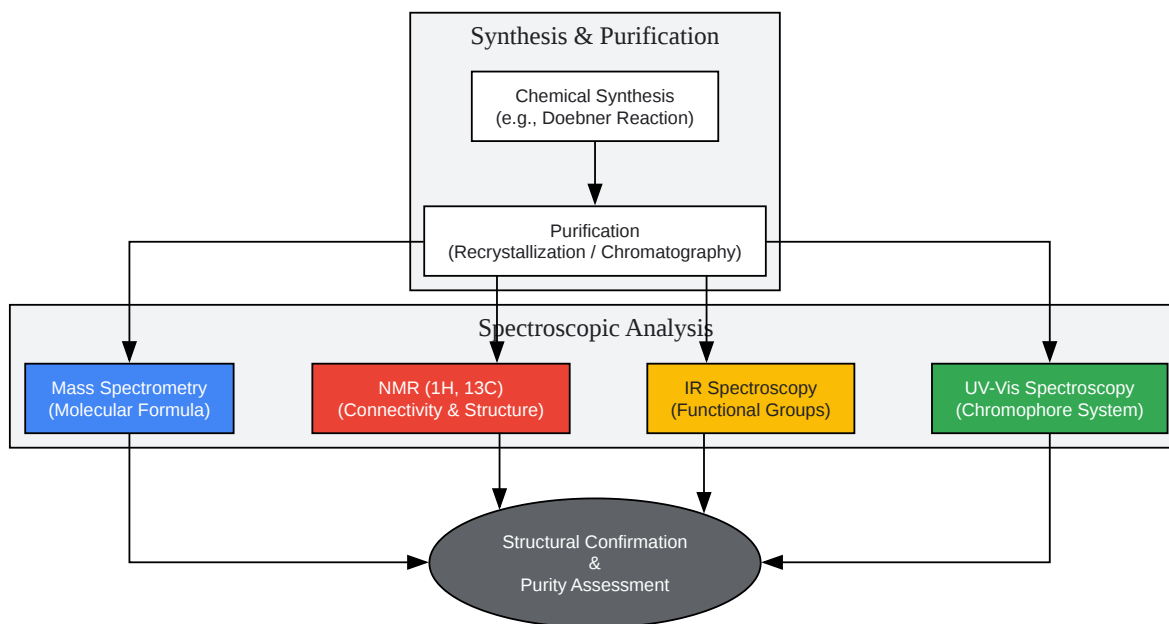 Synthesis & Purification
Chemical Synthesis
(e.g., Doebner Reaction)
Purification
(Recrystallization / Chromatography)
Spectroscopic Analysis
Mass Spectrometry
(Molecular Formula)
NMR (1H, 13C)
(Connectivity & Structure)
IR Spectroscopy
(Functional Groups)
UV-Vis Spectroscopy
(Chromophore System)
Structural Confirmation
&
Purity Assessment